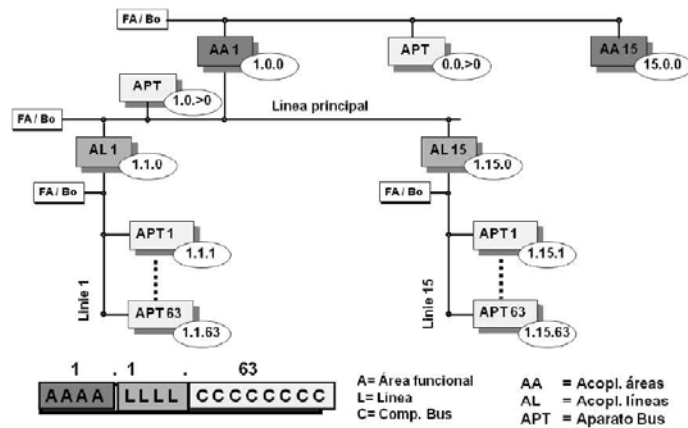 FA / Bo
AA 1
1.0.0
APT
0.0.>0
AA 15
15.0.0
APT
1.0.>0
Línea principal
FA / Bo
AL 1
1.1.0
AL 15
1.15.0
FA / Bo
FA / Bo
APT 1
1.1.1
APT 1
1.15.1
Linie 1
Linie 15
APT 63
1.1.63
APT 63
1.15.63
1 . 1 . 63
A A A A L L L L C C C C C C C C
A= Área funcional
L= Línea
C= Comp. Bus
AA = Acopl. áreas
AL = Acopl. líneas
APT = Aparato Bus